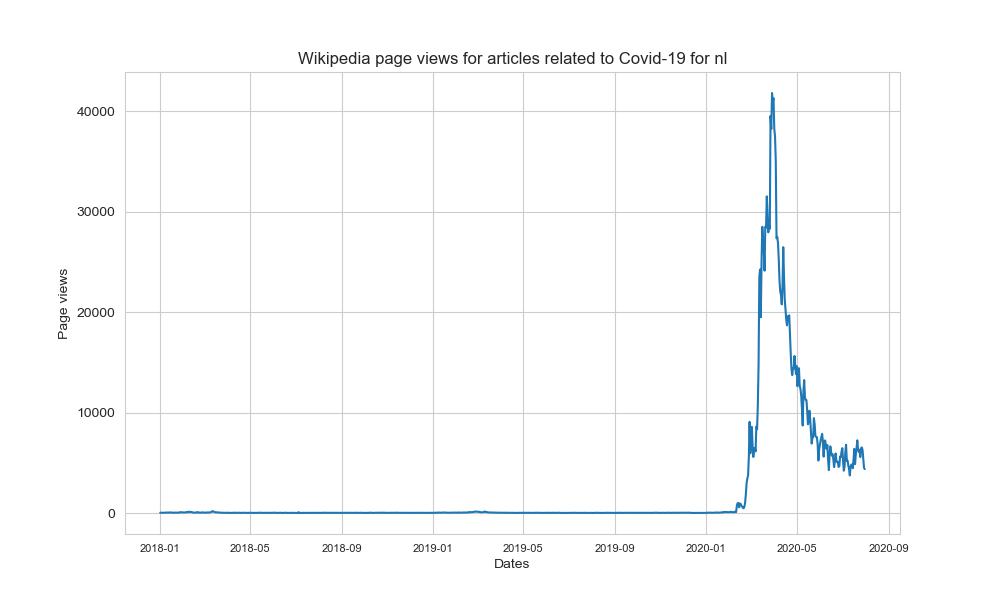 Wikipedia page views for articles related to Covid-19 for nl
40000
30000
20000
10000
0
Page views
2018-01 2018-05 2018-09 2019-01 2019-05 2019-09 2020-01 2020-05 2020-09
Dates